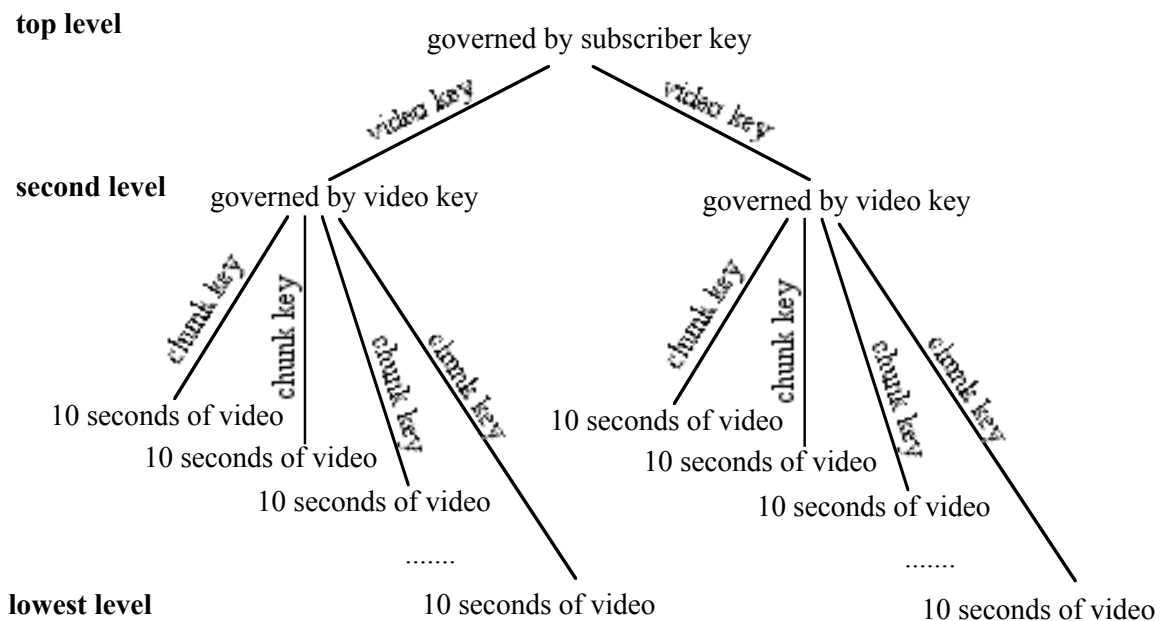 top level
governed by subscriber key
video key
video key
second level
governed by video key
governed by video key
chunk key
chunk key
chunk key
chunk key
chunk key
chunk key
chunk key
chunk key
10 seconds of video
10 seconds of video
10 seconds of video
10 seconds of video
10 seconds of video
10 seconds of video
.......
.......
lowest level
10 seconds of video
10 seconds of video